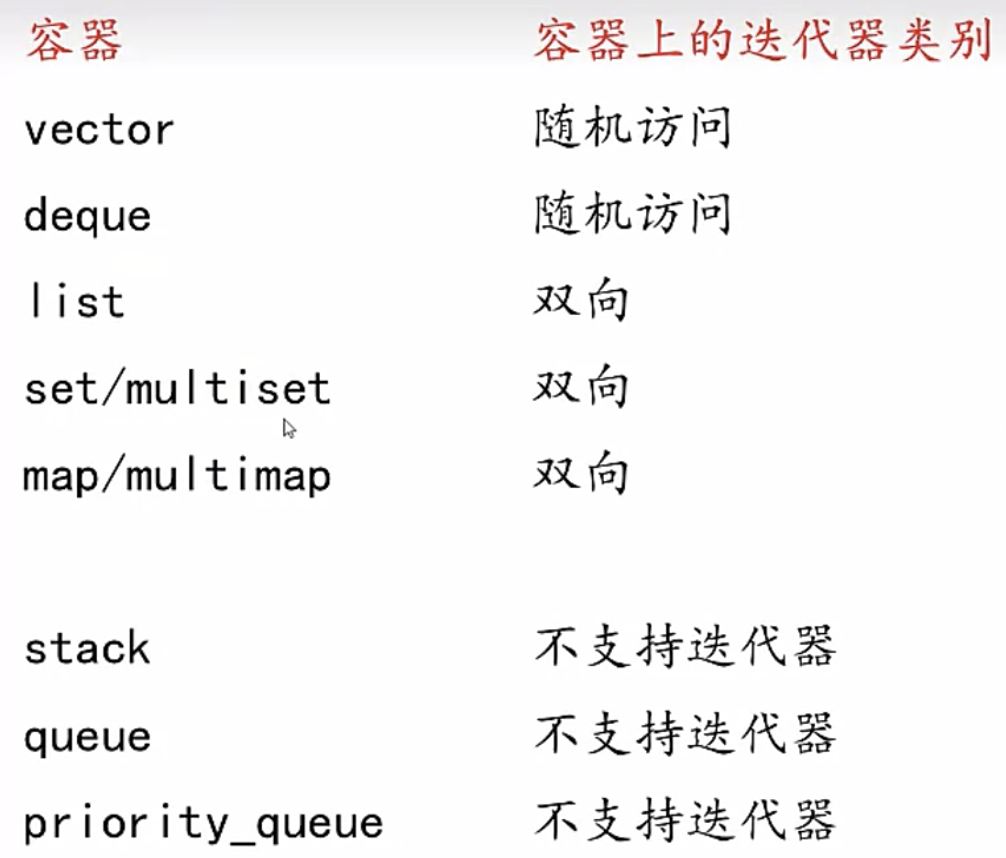 容器 容器上的迭代器类别
vector 随机访问
deque 随机访问
list 双向
set/multiset 双向
map/multimap 双向
stack 不支持迭代器
queue 不支持迭代器
priority_queue 不支持迭代器